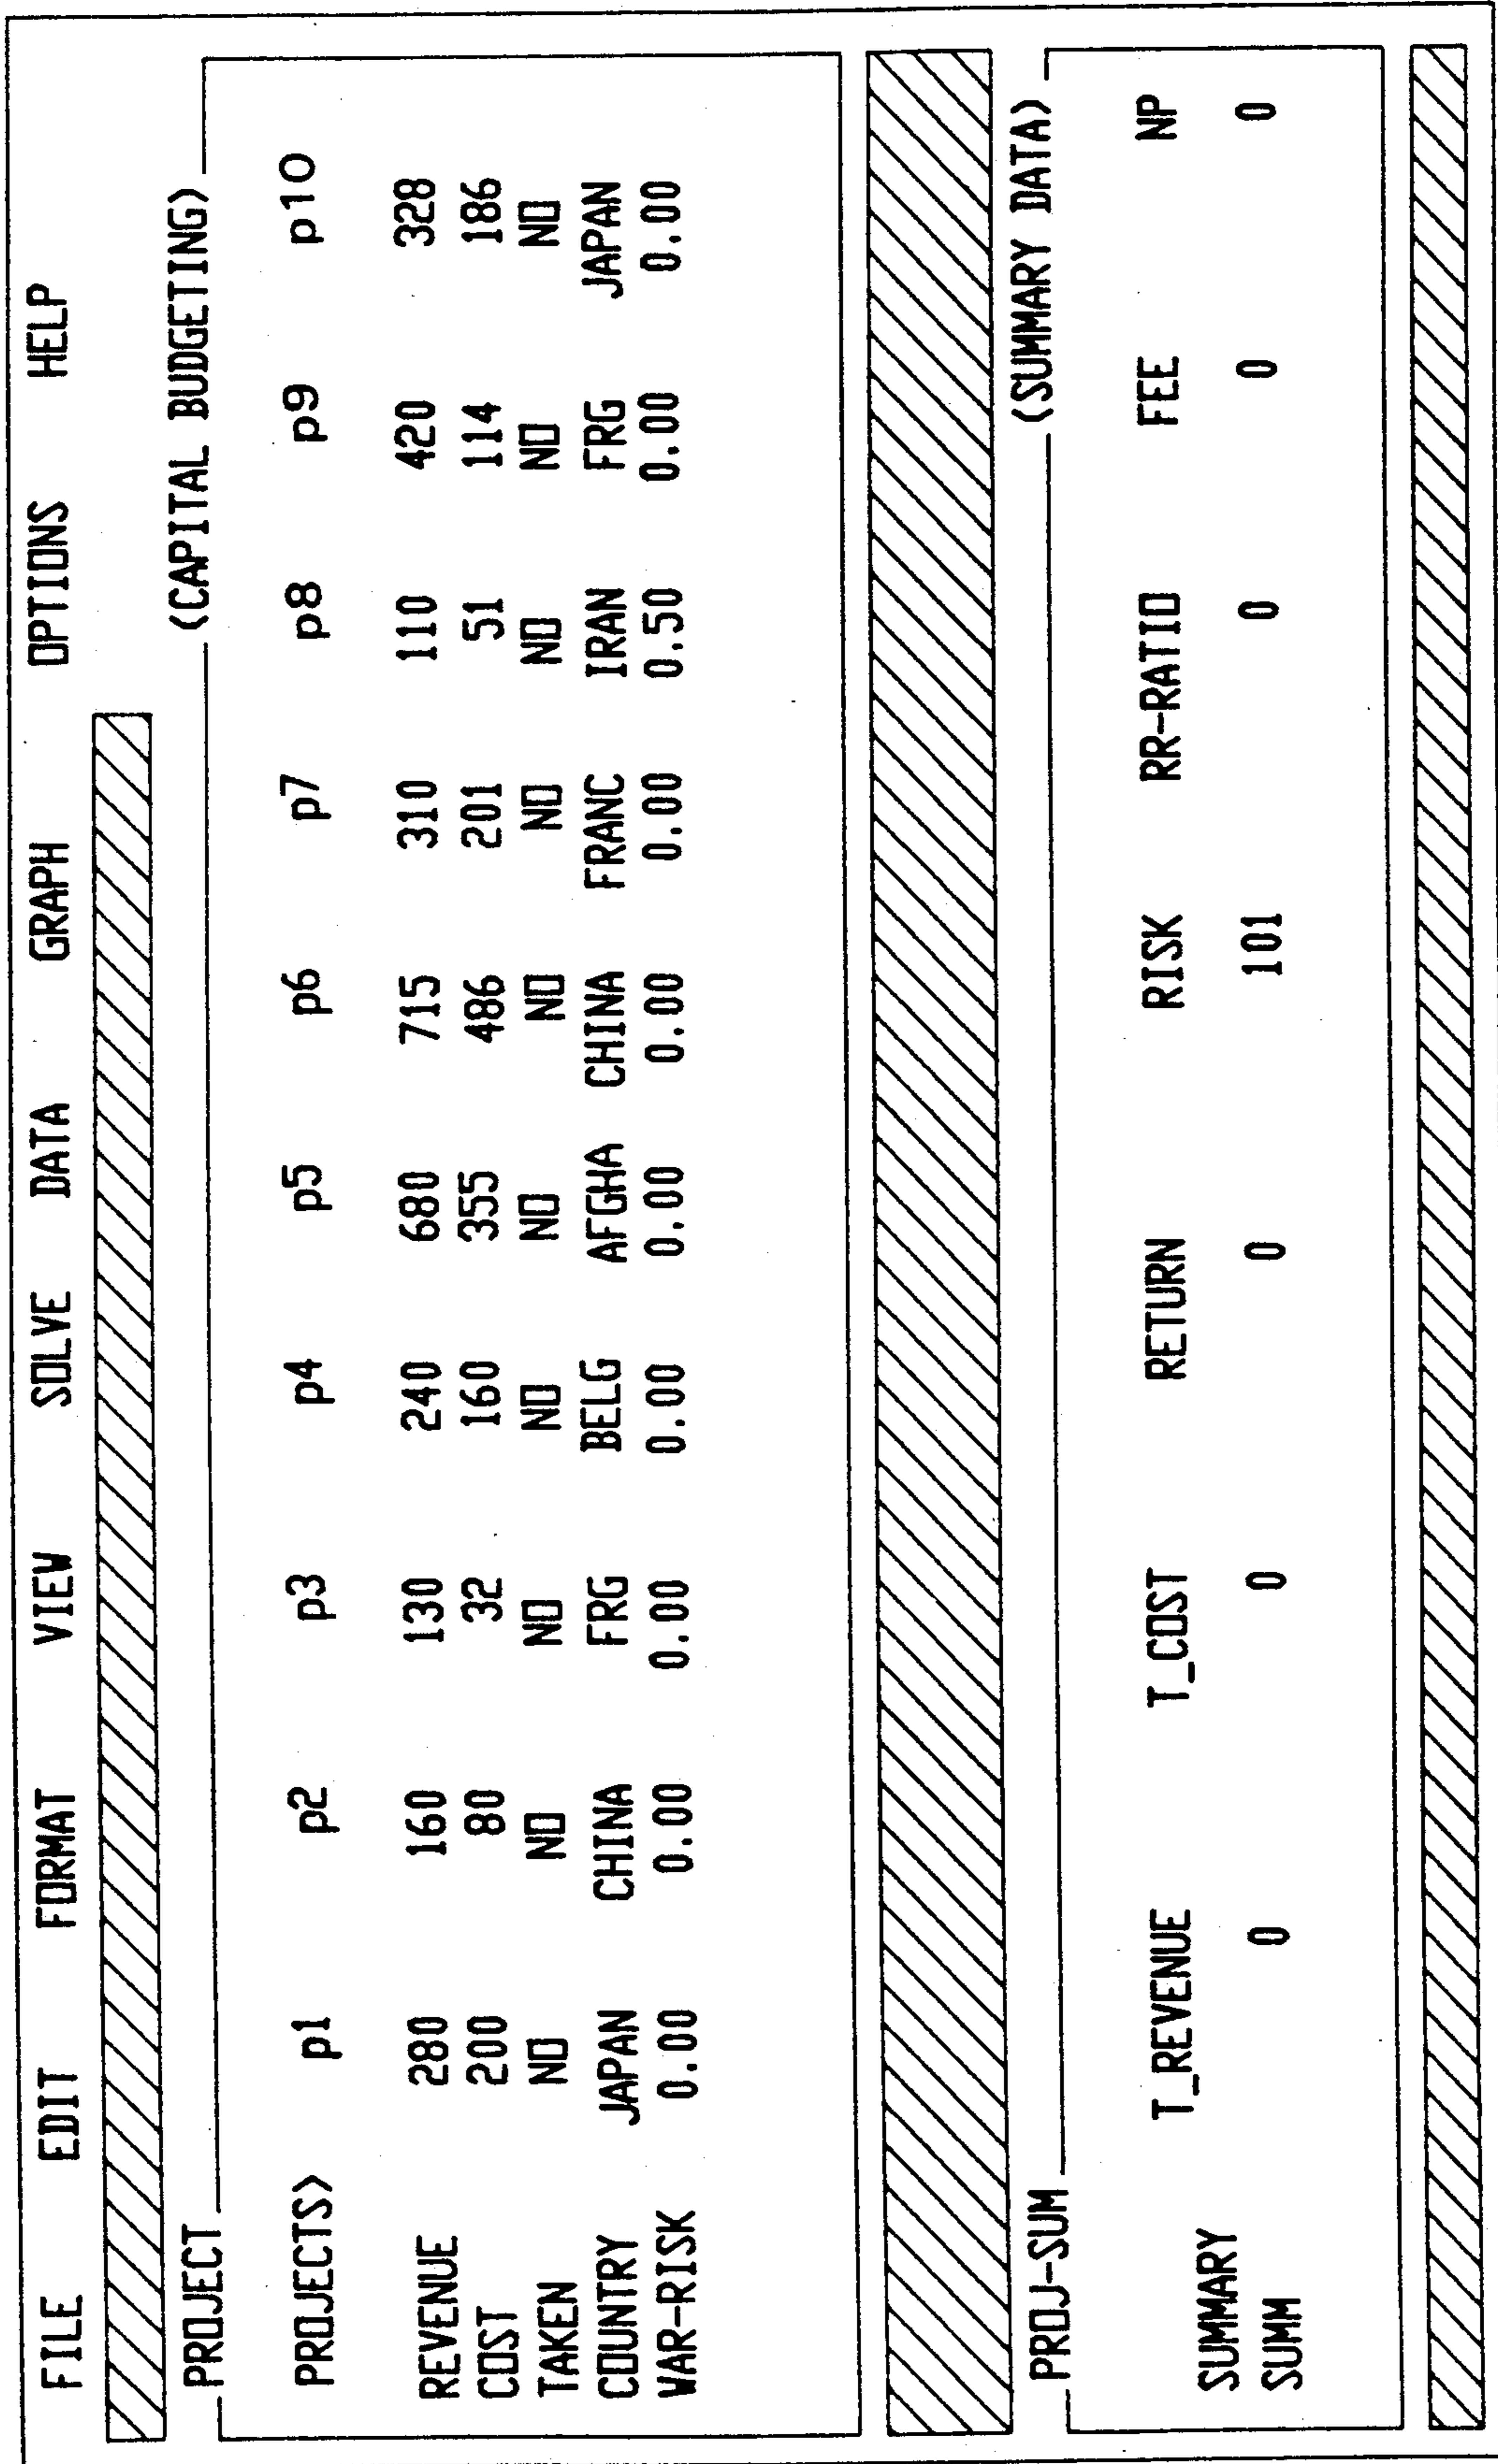 FILE EDIT FORMAT VIEW SOLVE DATA GRAPH OPTIONS HELP
PROJECT (CAPITAL BUDGETING)
PROJECTS> p1 p2 p3 p4 p5 p6 p7 p8 p9 p10
REVENUE 280 160 130 240 680 715 310 110 420 328
COST 200 80 32 160 355 486 201 51 114 186
TAKEN NO NO NO NO NO NO NO NO NO NO
COUNTRY JAPAN CHINA FRG BELG AFGHA CHINA FRANC IRAN FRG JAPAN
WAR-RISK 0.00 0.00 0.00 0.00 0.00 0.00 0.00 0.50 0.00 0.00
PROJ-SUM (SUMMARY DATA)
SUMMARY T_REVENUE T_COST RETURN RISK RR-RATIO FEE NP
SUMM 0 0 0 101 0 0 0